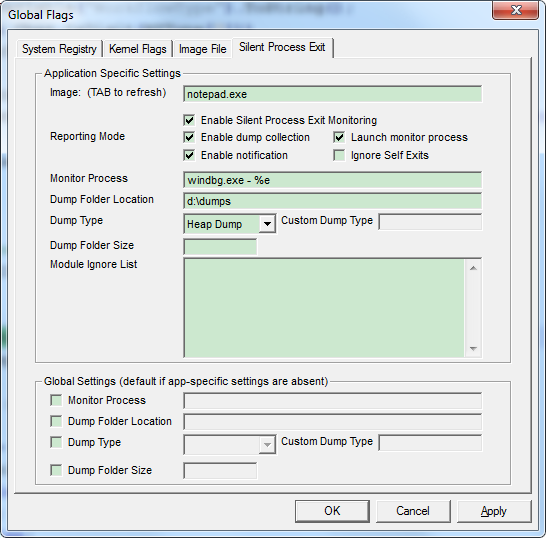 Global Flags
System Registry Kernel Flags Image File Silent Process Exit
Application Specific Settings
Image: (TAB to refresh) notepad.exe
Enable Silent Process Exit Monitoring
Reporting Mode Enable dump collection Launch monitor process
Enable notification Ignore Self Exits
Monitor Process windbg.exe - %e
Dump Folder Location d:\dumps
Dump Type Heap Dump Custom Dump Type
Dump Folder Size
Module Ignore List
Global Settings (default if app-specific settings are absent)
Monitor Process
Dump Folder Location
Dump Type Custom Dump Type
Dump Folder Size
OK Cancel Apply